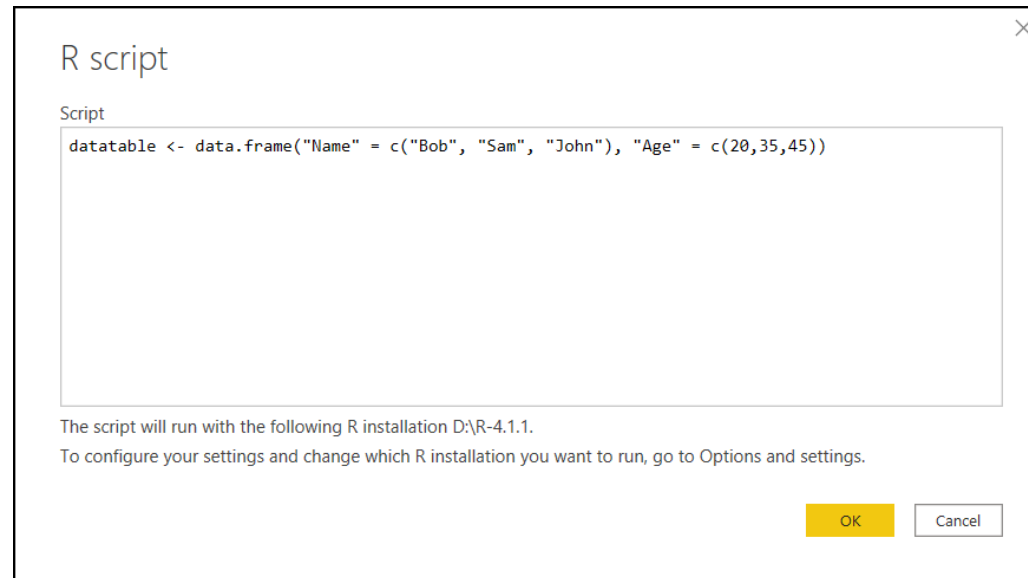 R script
Script
datatable <- data.frame("Name" = c("Bob", "Sam", "John"), "Age" = c(20,35,45))
The script will run with the following R installation D:\R-4.1.1.
To configure your settings and change which R installation you want to run, go to Options and settings.
OK
Cancel